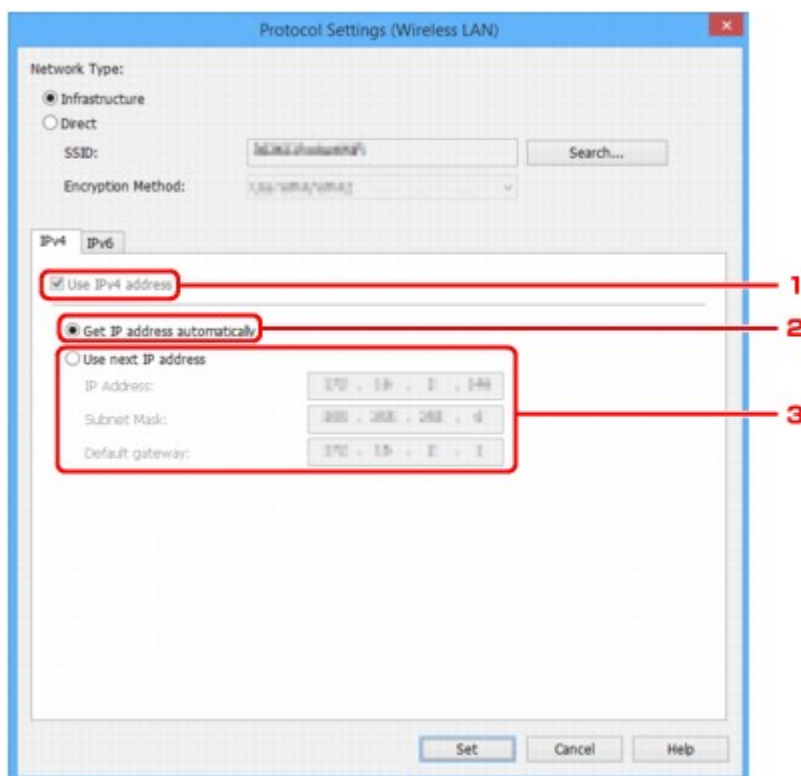 Protocol Settings (Wireless LAN)
Network Type:
Infrastructure
Direct
SSID:
Search...
Encryption Method:
IPv4 IPv6
Use IPv4 address
1
Get IP address automatically
2
Use next IP address
IP Address:
Subnet Mask:
3
Default gateway:
Set Cancel Help